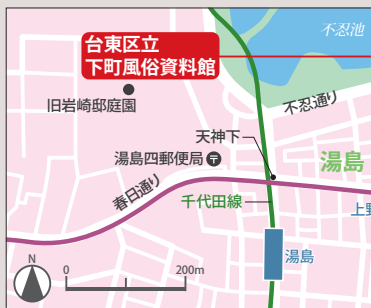 不忍池
台東区立
下町風俗資料館
旧岩崎邸庭園
不忍通り
天神下
湯島四郵便局
〒
湯島
春日通り
千代田線
上野
湯島
N
0
200m